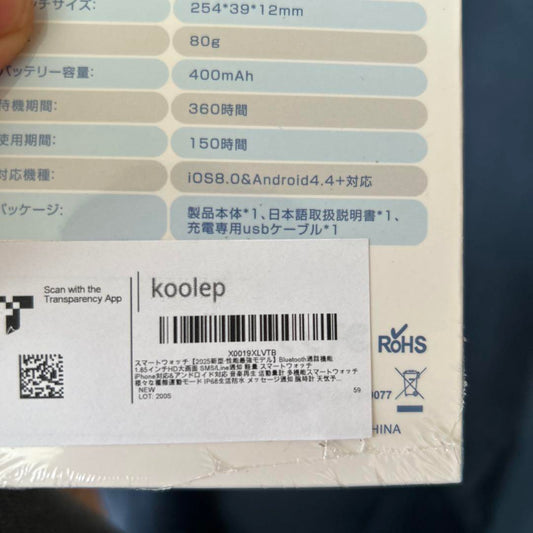 ッチサイズ:
254*39*12mm
80g
バッテリー容量:
400mAh
待機期間:
360時間
使用期間:
150時間
対応機種:
iOS8.0&Android4.4+対応
パッケージ:
製品本体*1、日本語取扱説明書*1、
充電専用usbケーブル*1
Scan with the
Transparency App
koolep
X0019XLVTB
スマートウォッチ【2025新型·性能最強モデル】Bluetooth通話機能
1.85インチHD大画面 SMS/Line通知 軽量 スマートウォッチ
iPhone対応&アンドロイド対応 音楽再生 活動量計 多機能スマートウォッチ
様々な種類運動モード IP68生活防水 メッセージ通知 腕時計 天気予...
NEW
59
LOT: 200S
RoHS
0077
HINA